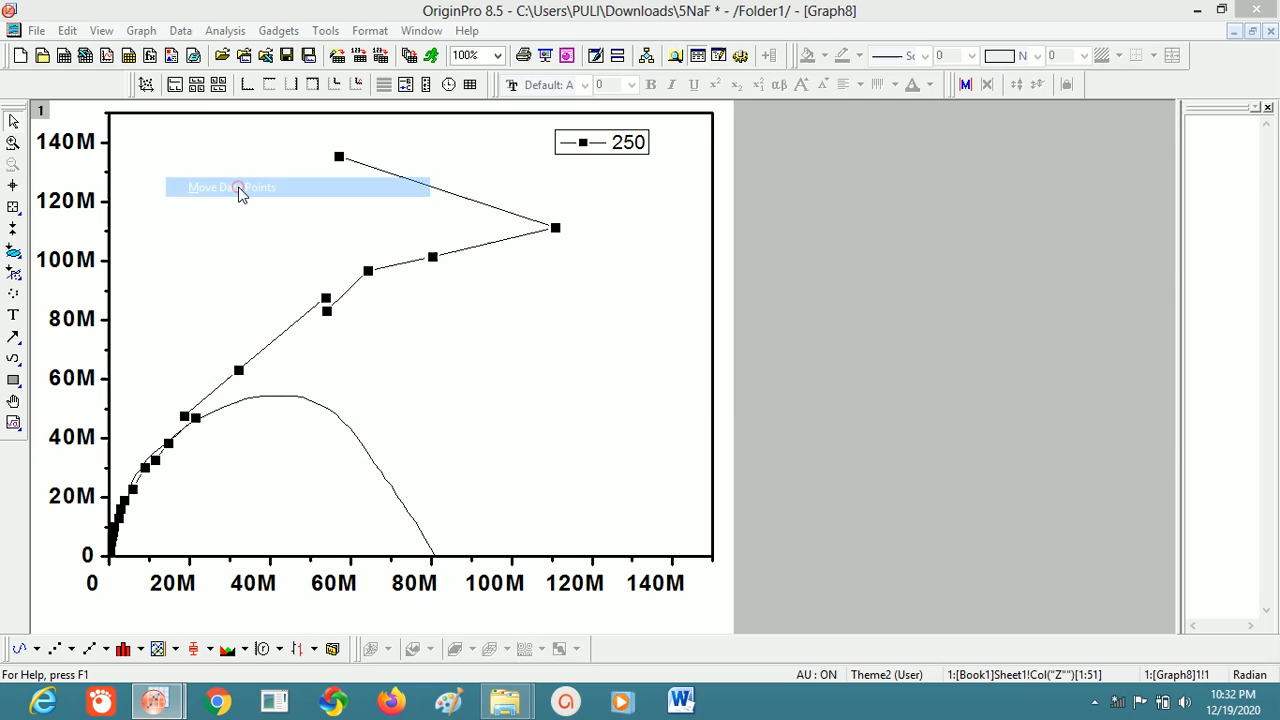 OriginPro 8.5 - C:\Users\PULI\Downloads\5NaF * - /Folder1/ - [Graph8]
File Edit View Graph Data Analysis Gadgets Tools Format Window Help
100%
0
N
0
T Default: A 0 B I U αβ A A A M
1
140M
120M
100M
80M
60M
40M
20M
0
250
Move Data Points
0 20M 40M 60M 80M 100M 120M 140M
For Help, press F1
AU : ON Theme2 (User) 1:[Book1]Sheet1!Col("Z"")[1:51] 1:[Graph8]1!1 Radian
10:32 PM
12/19/2020